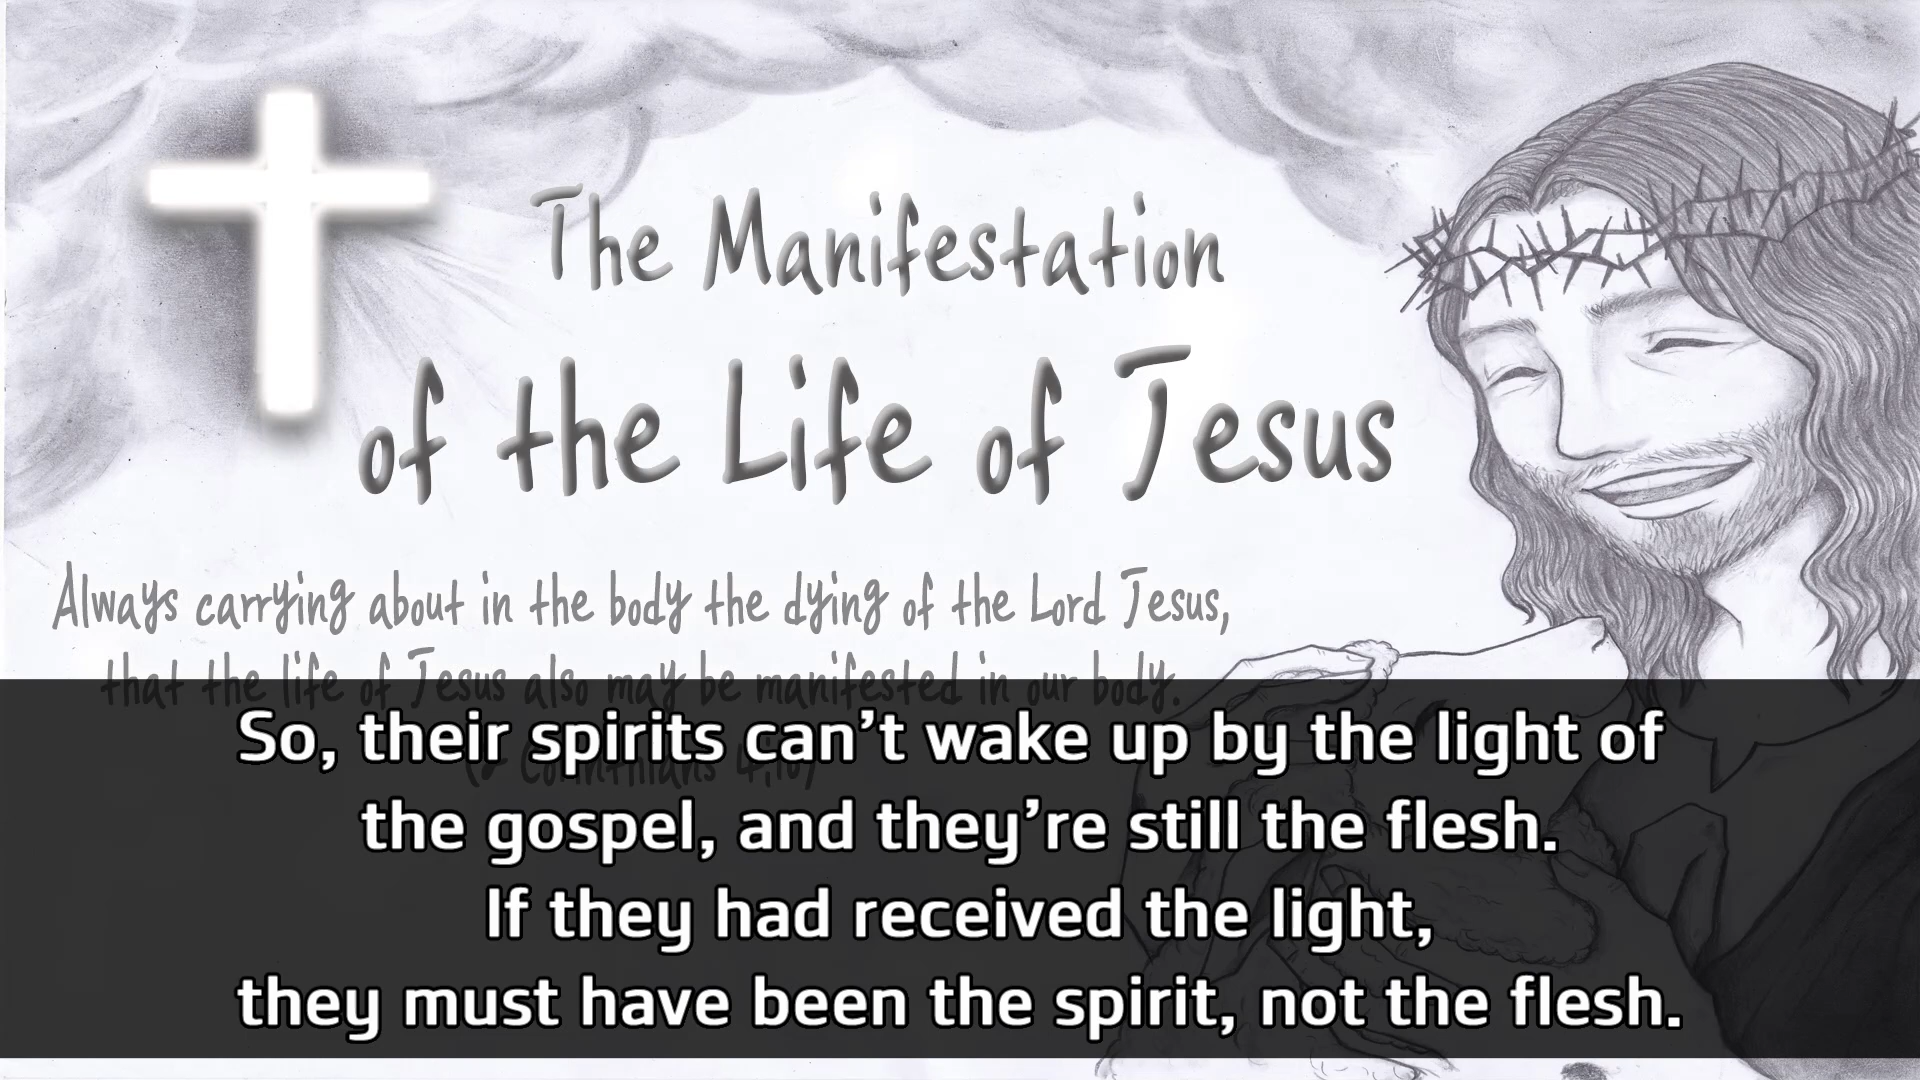 The Manifestation
of the Life of Jesus
Always carrying about in the body the dying of the Lord Jesus,
that the life of Jesus also may be manifested in our body.
Corinthians 4:10)
So, their spirits can’t wake up by the light of
the gospel, and they’re still the flesh.
If they had received the light,
they must have been the spirit, not the flesh.